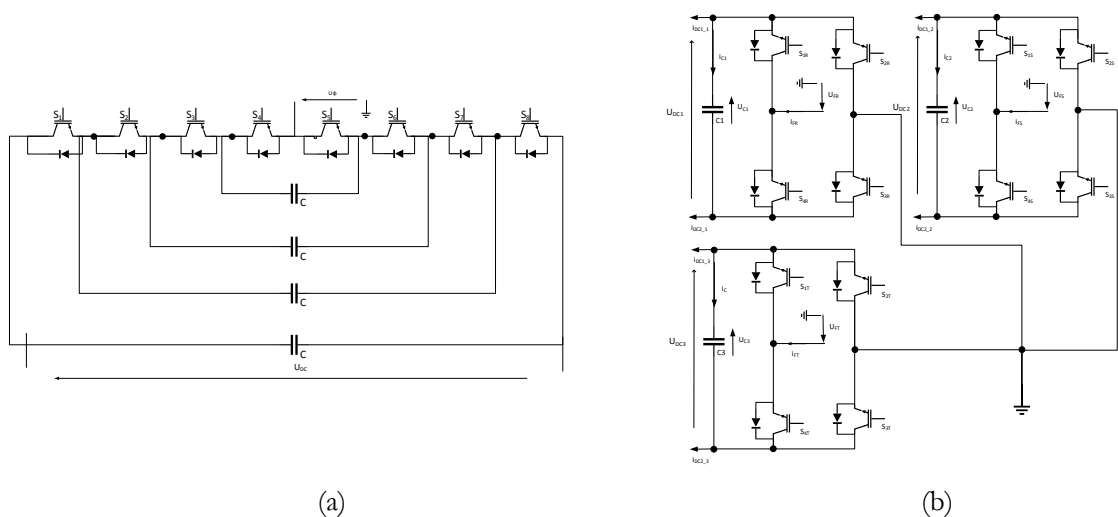 Uф
S1 S2 S3 S4 S5 S6 S7 S8
C
C
C
C
UDC
(a)
iDC1_1
iC1
UDC1
C1
UC1
iDC2_1
S1R
S2R
UFR
iFR
S4R
S3R
iDC1_2
iC2
UDC2
C2
UC2
iDC2_2
S1S
S2S
UFS
iFS
S4S
S3S
iDC1_3
iC
UDC3
C3
UC3
iDC2_3
S1T
S2T
UFT
iFT
S4T
S3T
(b)